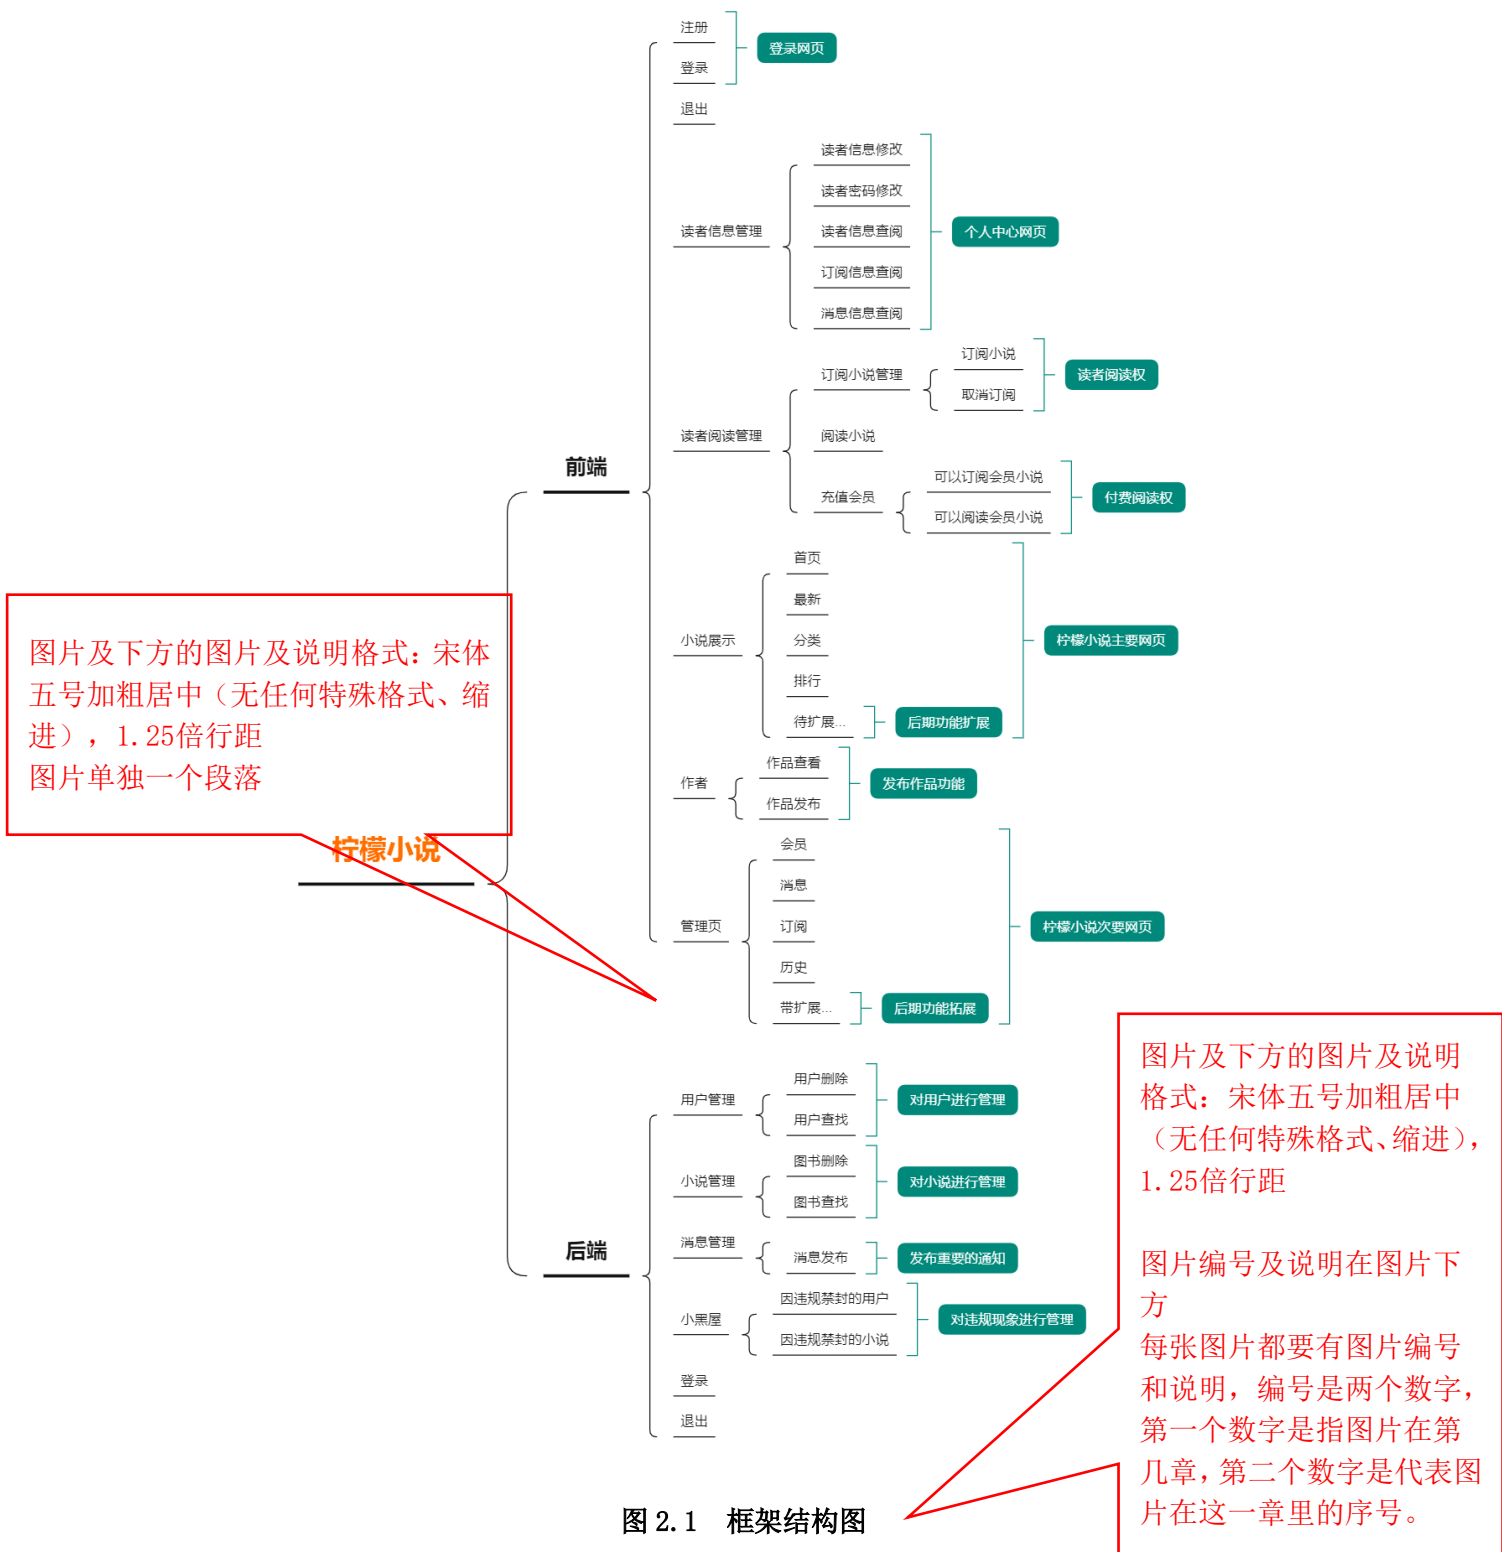 注册
登录
登录网页
退出
读者信息修改
读者密码修改
读者信息管理
读者信息查阅
个人中心网页
订阅信息查阅
消息信息查阅
订阅小说
订阅小说管理
读者阅读权
取消订阅
读者阅读管理
阅读小说
前端
可以订阅会员小说
充值会员
付费阅读权
可以阅读会员小说
首页
最新
小说展示
分类
柠檬小说主要网页
排行
待扩展...
后期功能扩展
图片及下方的图片及说明格式：宋体
五号加粗居中（无任何特殊格式、缩
进），1.25倍行距
图片单独一个段落
作品查看
作者
发布作品功能
作品发布
柠檬小说
会员
消息
管理页
订阅
柠檬小说次要网页
历史
带扩展...
后期功能拓展
用户删除
用户管理
对用户进行管理
用户查找
图书删除
小说管理
对小说进行管理
图书查找
消息管理
消息发布
发布重要的通知
后端
因违规禁封的用户
小黑屋
对违规现象进行管理
因违规禁封的小说
登录
退出
图片及下方的图片及说明
格式：宋体五号加粗居中
（无任何特殊格式、缩进），
1.25倍行距
图片编号及说明在图片下
方
每张图片都要有图片编号
和说明，编号是两个数字，
第一个数字是指图片在第
几章，第二个数字是代表图
片在这一章里的序号。
图 2.1 框架结构图